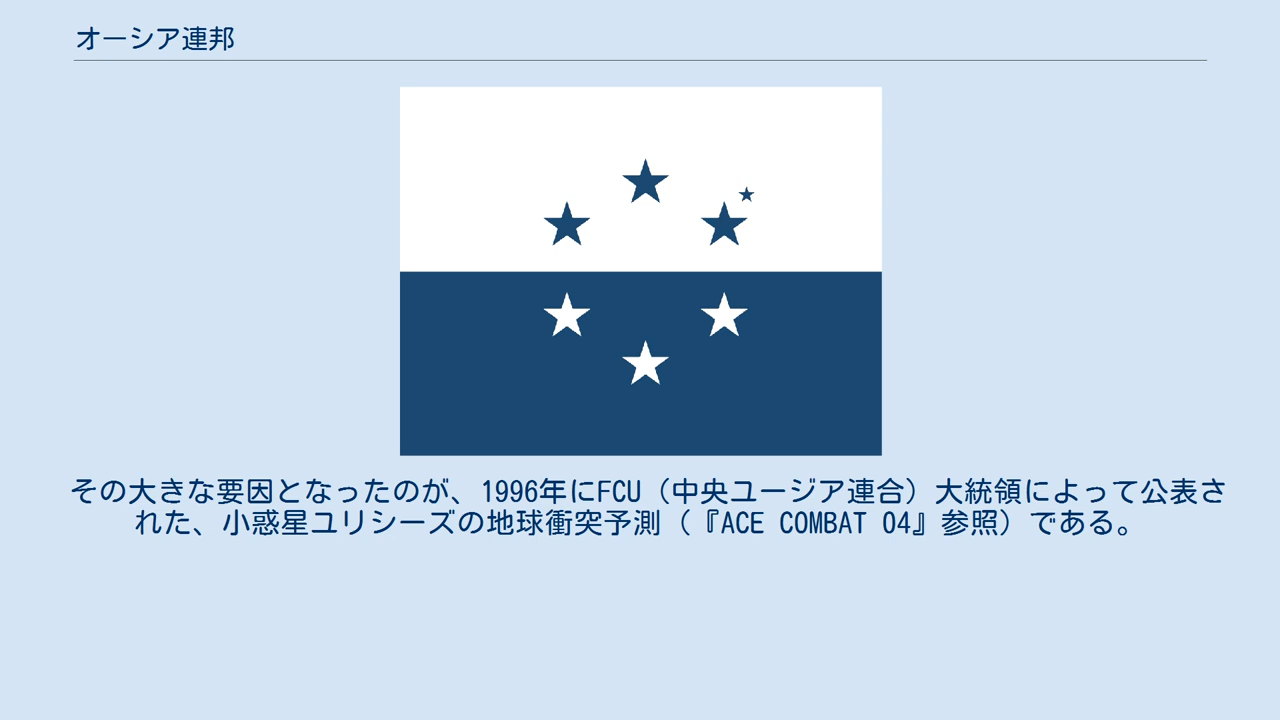 オーシア連邦
その大きな要因となったのが、1996年にFCU（中央ユージア連合）大統領によって公表さ
れた、小惑星ユリシーズの地球衝突予測（『ACE COMBAT 04』参照）である。